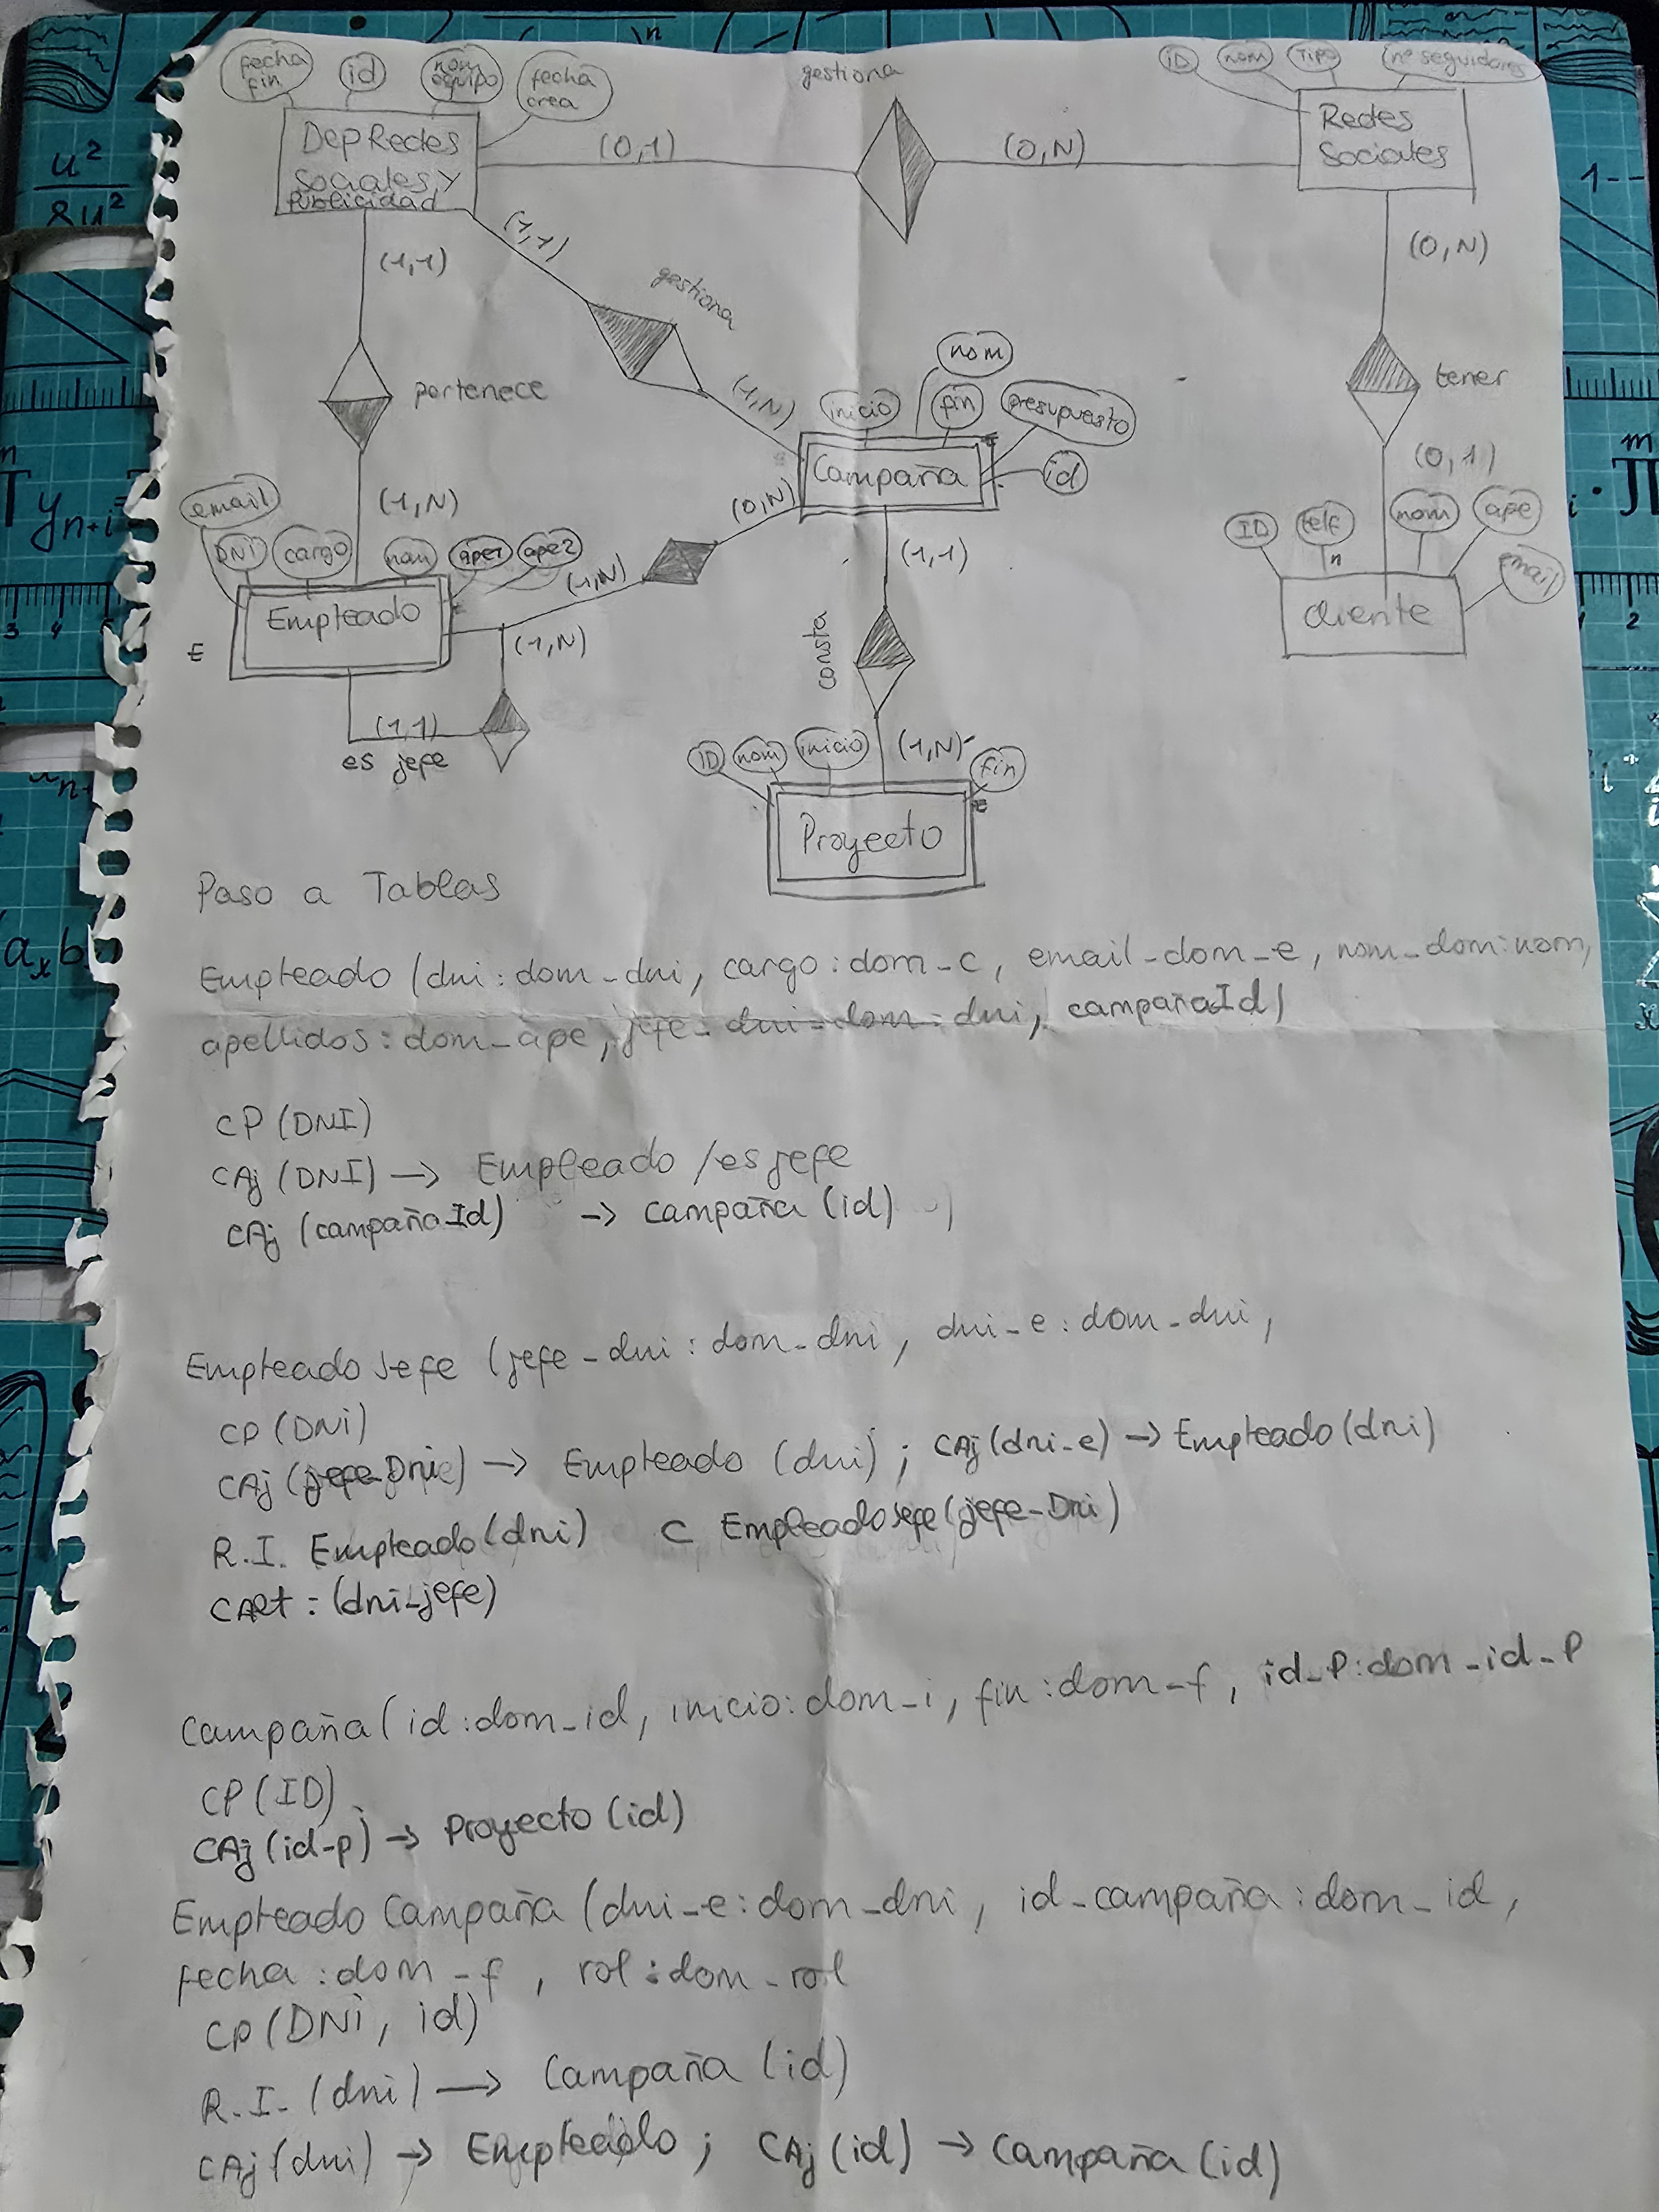 fecha fin
id
nom equipo
fecha crea
gestiona
ID
nom
Tipo
nº seguidores
Dep Redes
Sociales y
Publicidad
(0,1)
(0,N)
Redes
Sociales
(1,1)
(1,1)
gestiona
(0,N)
pertenece
(1,N)
nom
inicio
fin
presupuesto
id
Campaña
tener
(0,1)
email
DNI
cargo
nom
ape1
ape2
(1,N)
(1,N)
(0,N)
(1,1)
ID
telf
nom
ape
email
n
Empleado
E
(1,N)
consta
cliente
(1,1)
es jefe
ID
nom
inicio
(1,N)
fin
Proyecto
Paso a Tablas
Empleado (dni:dom_dni, cargo:dom_c, email_dom_e, nom_dom:nom,
apellidos:dom_ape, jefe_dni_dom:dni, campañaId)
CP (DNI)
CAj (DNI) → Empleado /es jefe
CAj (campañaId) → campaña (id)
Empleado Jefe (jefe-dni:dom_dni, dni_e:dom_dni,
CP (DNi)
CAj (jefe-Dni) → Empleado (dni); CAj (dni_e) → Empleado (dni)
R.I. Empleado (dni) C EmpleadoJefe (jefe-Dni)
CAlt: (dni_jefe)
Campaña (id:dom_id, inicio:dom_i, fin:dom_f, id_P:dom_id_P
CP (ID)
CAj (id-p) → Proyecto (id)
Empleado Campaña (dni_e:dom_dni, id_campaña:dom_id,
fecha:dom_f, rol:dom_rol
CP (DNi, id)
R.I. (dni) → Campaña (id)
CAj (dni) → Empleado; CAj (id) → Campaña (id)